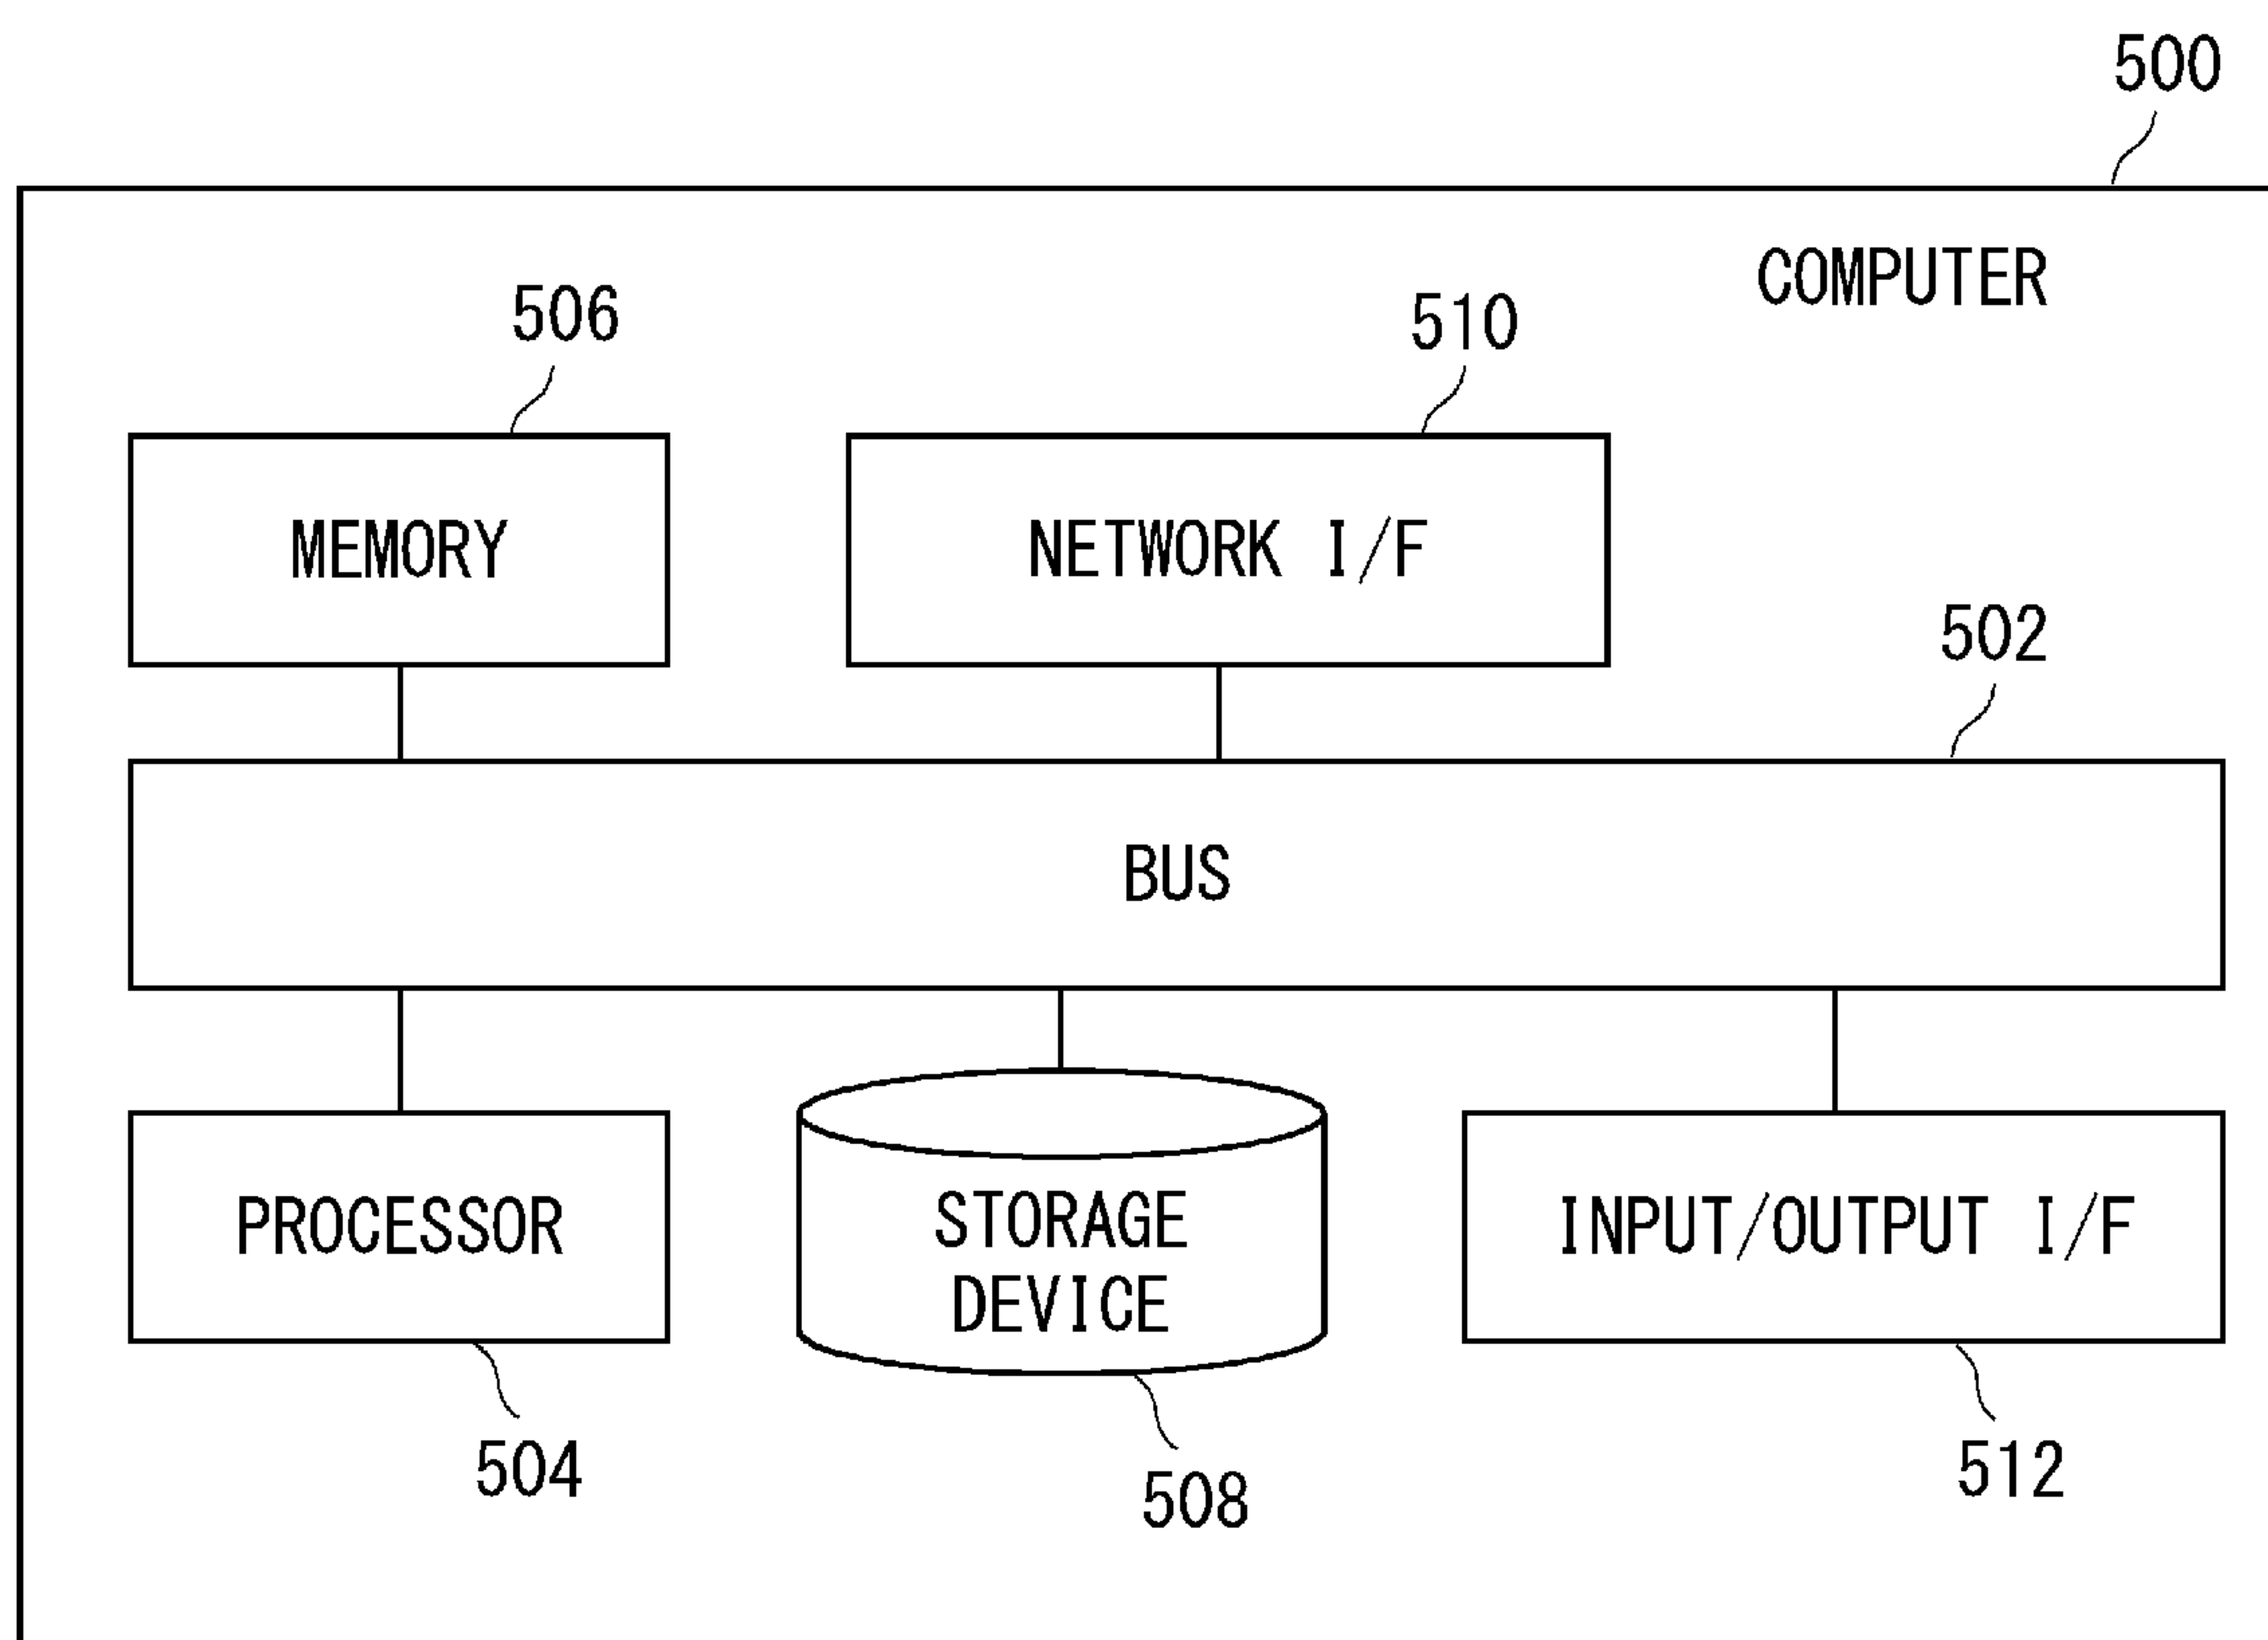 500
COMPUTER
506
510
MEMORY
NETWORK I/F
502
BUS
PROCESSOR
STORAGE
DEVICE
INPUT/OUTPUT I/F
504
508
512